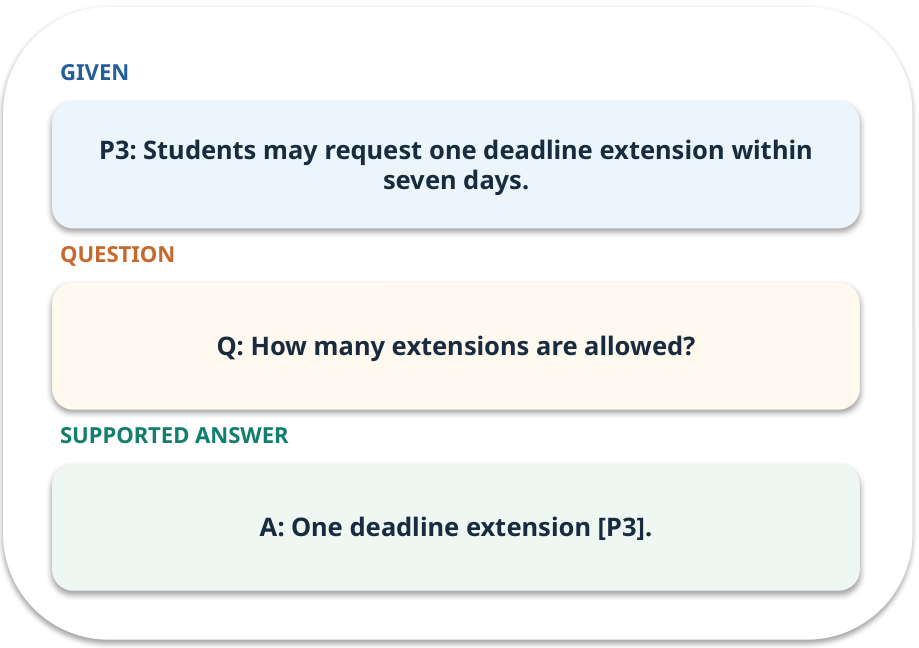 GIVEN
P3: Students may request one deadline extension within
seven days.
QUESTION
Q: How many extensions are allowed?
SUPPORTED ANSWER
A: One deadline extension [P3].